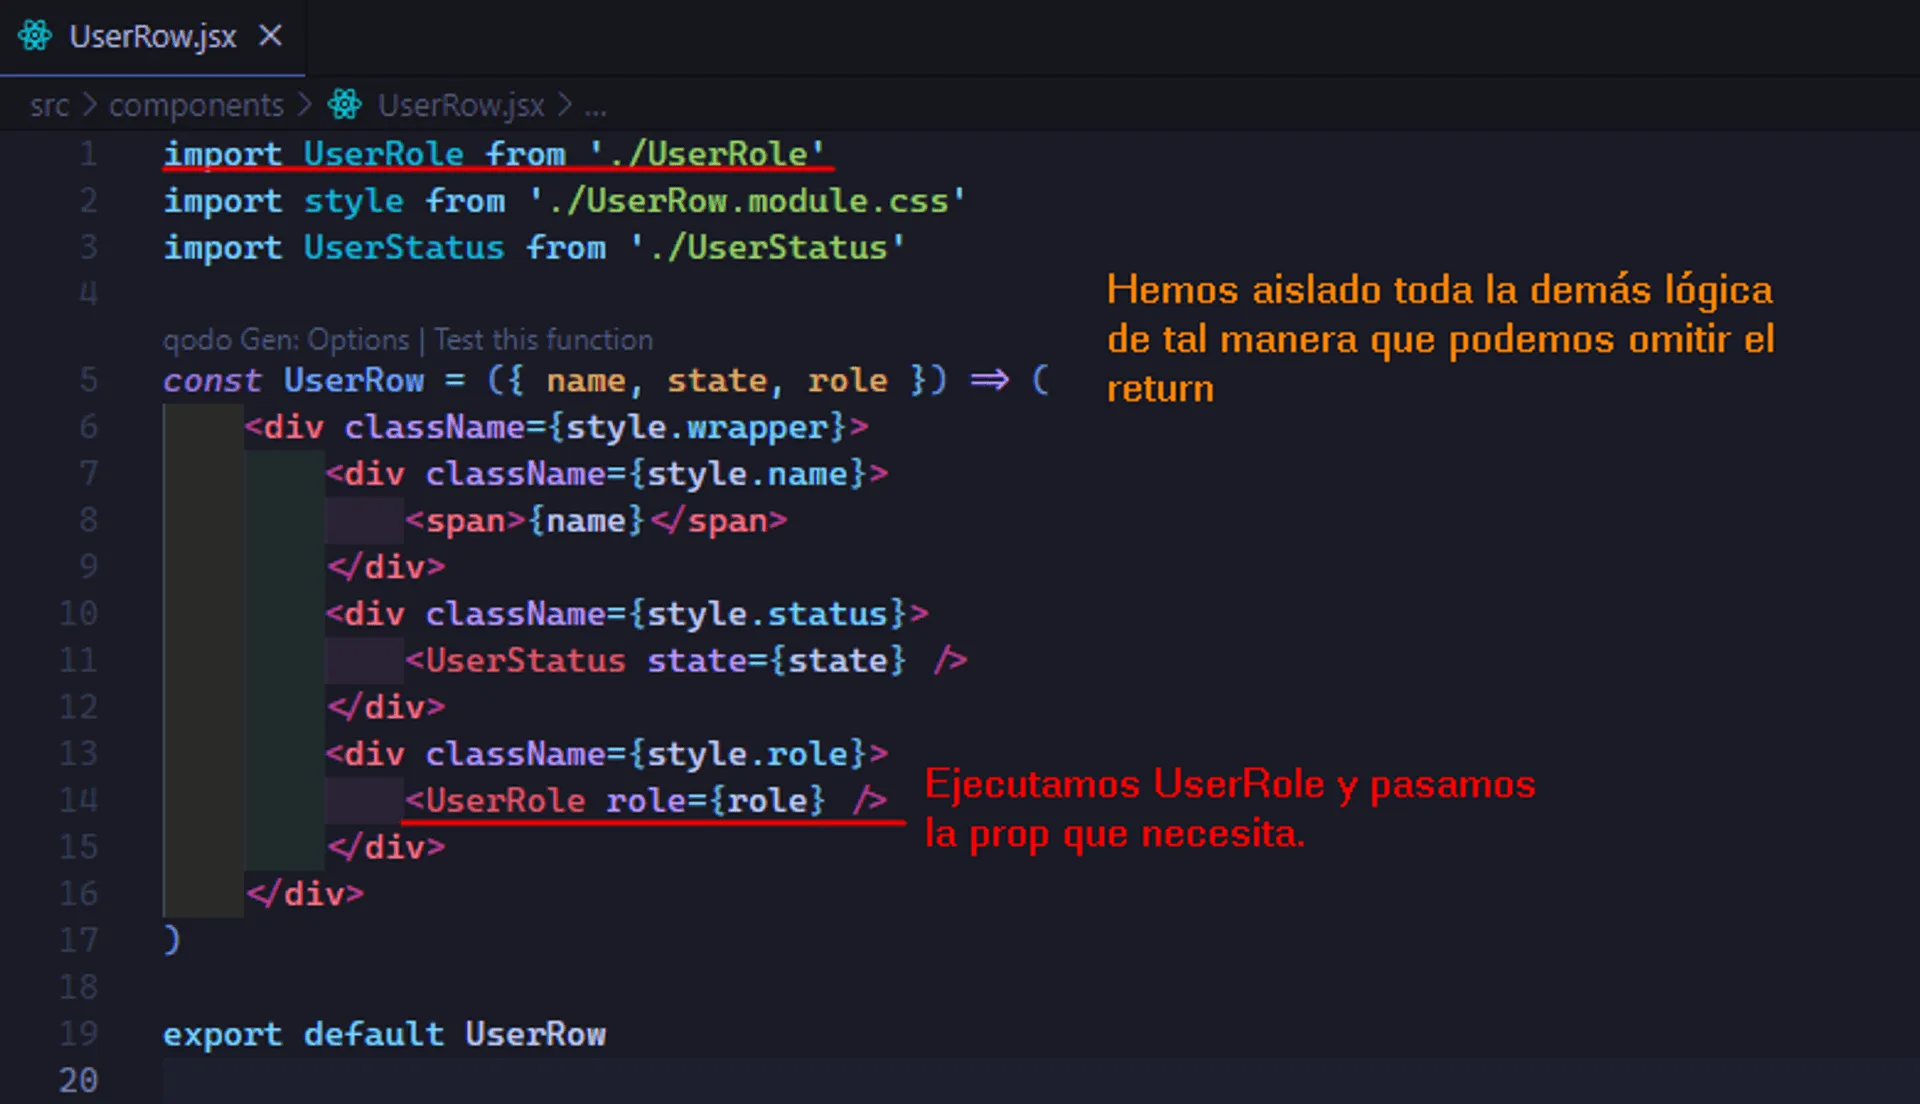 UserRow.jsx
src > components > UserRow.jsx > ...
1 import UserRole from './UserRole'
2 import style from './UserRow.module.css'
3 import UserStatus from './UserStatus'
4
Hemos aislado toda la demás lógica
de tal manera que podemos omitir el
return
qodo Gen: Options | Test this function
5 const UserRow = ({ name, state, role }) => (
6 <div className={style.wrapper}>
7 <div className={style.name}>
8 <span>{name}</span>
9 </div>
10 <div className={style.status}>
11 <UserStatus state={state} />
12 </div>
13 <div className={style.role}>
14 <UserRole role={role} />
Ejecutamos UserRole y pasamos
la prop que necesita.
15 </div>
16 </div>
17 )
18
19 export default UserRow
20